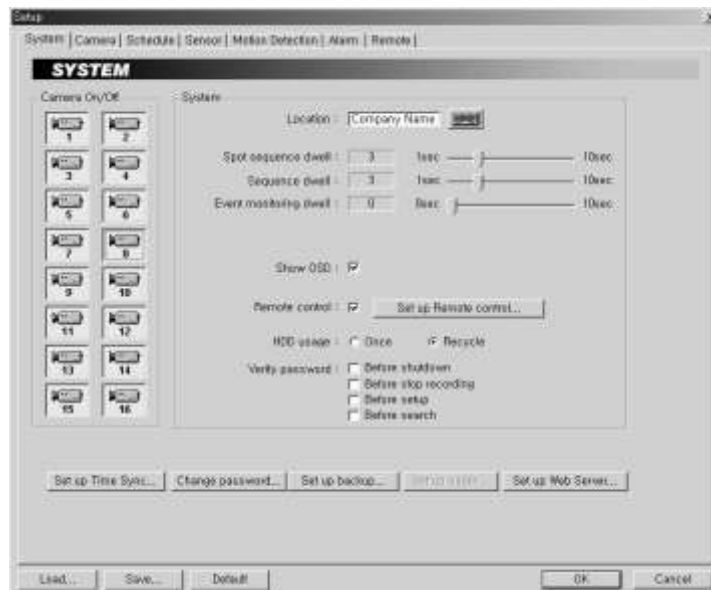 Setup
System | Camera | Schedule | Sensor | Motion Detection | Alarm | Remote |
SYSTEM
Camera On/Off
System
1 2
3 4
5 6
7 8
9 10
11 12
13 14
15 16
Location : Company Name
Spot sequence dwell : 3 1sec 10sec
Sequence dwell : 3 1sec 10sec
Event monitoring dwell : 0 0sec 10sec
Show OSD :
Remote control : Set up Remote control...
HDD usage : Once Recycle
Verify password : Before shutdown
Before stop recording
Before setup
Before search
Set up Time Sync... Change password... Set up backup... Set up Web Server...
Load... Save... Default OK Cancel